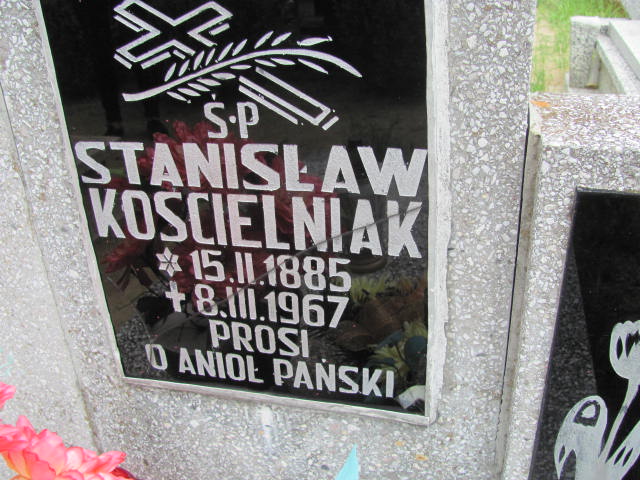 Ś·P
STANISŁAW
KOSCIELNIAK
* 15.II.1885
✝ 8.III.1967
PROSI
O ANIOŁ PAŃSKI